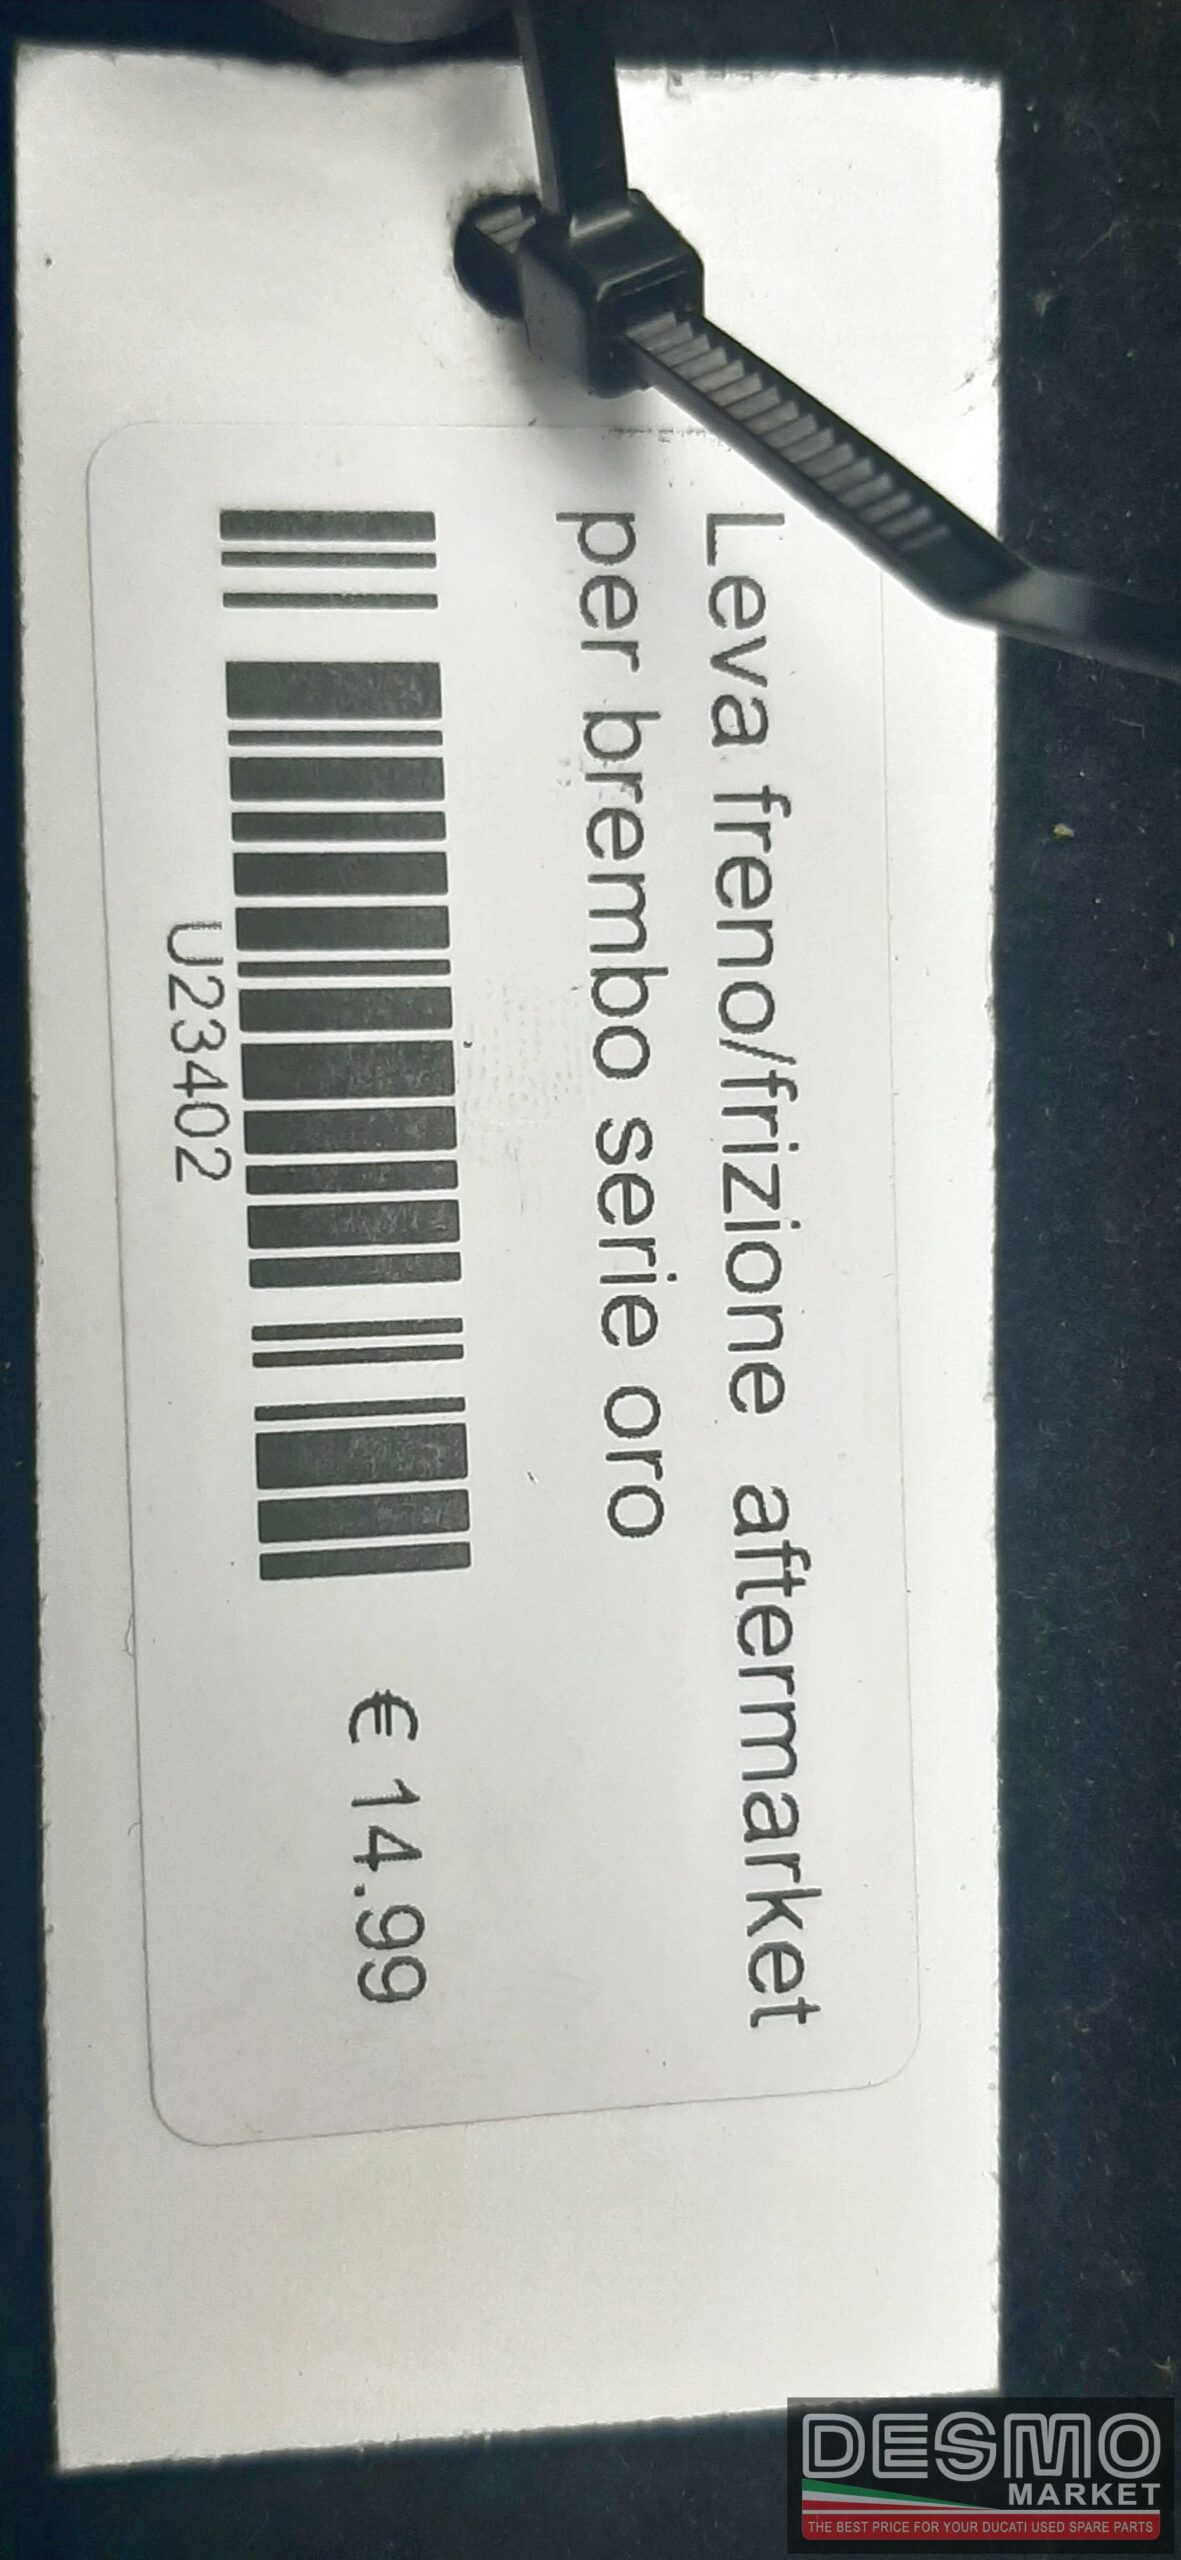 Leva freno/frizione aftermarket
per brembo serie oro
€ 14.99
U23402
DESMO
MARKET
THE BEST PRICE FOR YOUR DUCATI USED SPARE PARTS